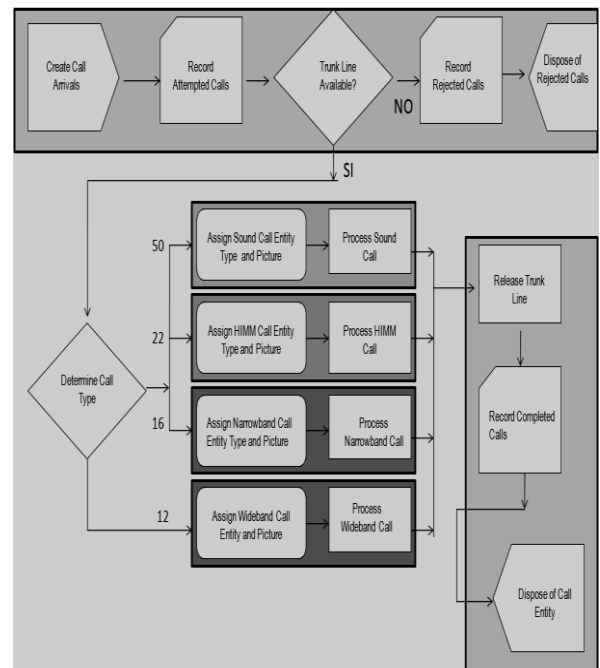 Create Call
Arrivals
Record
Attempted Calls
Trunk Line
Available?
NO
Record
Rejected Calls
Dispose of
Rejected Calls
SI
50
Assign Sound Call Entity
Type and Picture
Process Sound
Call
22
Assign HIMM Call Entity
Type and Picture
Process HIMM
Call
Determine Call
Type
16
Assign Narrowband Call
Entity Type and Picture
Process
Narrowband Call
12
Assign Wideband Call
Entity and Picture
Process
Wideband Call
Release Trunk
Line
Record Completed
Calls
Dispose of Call
Entity